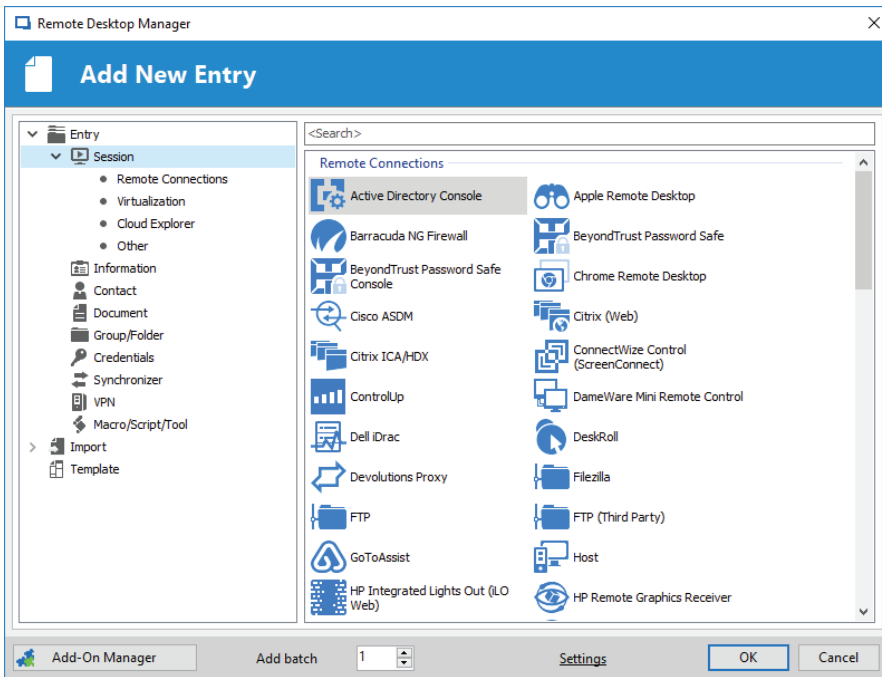 Remote Desktop Manager
Add New Entry
Entry
Session
Remote Connections
Virtualization
Cloud Explorer
Other
Information
Contact
Document
Group/Folder
Credentials
Synchronizer
VPN
Macro/Script/Tool
Import
Template
<Search>
Remote Connections
Active Directory Console
Apple Remote Desktop
Barracuda NG Firewall
BeyondTrust Password Safe
BeyondTrust Password Safe
Console
Chrome Remote Desktop
Cisco ASDM
Citrix (Web)
Citrix ICA/HDX
ConnectWize Control
(ScreenConnect)
ControlUp
DameWare Mini Remote Control
Dell iDrac
DeskRoll
Devolutions Proxy
Filezilla
FTP
FTP (Third Party)
GoToAssist
Host
HP Integrated Lights Out (iLO
Web)
HP Remote Graphics Receiver
Add-On Manager
Add batch
1
Settings
OK
Cancel